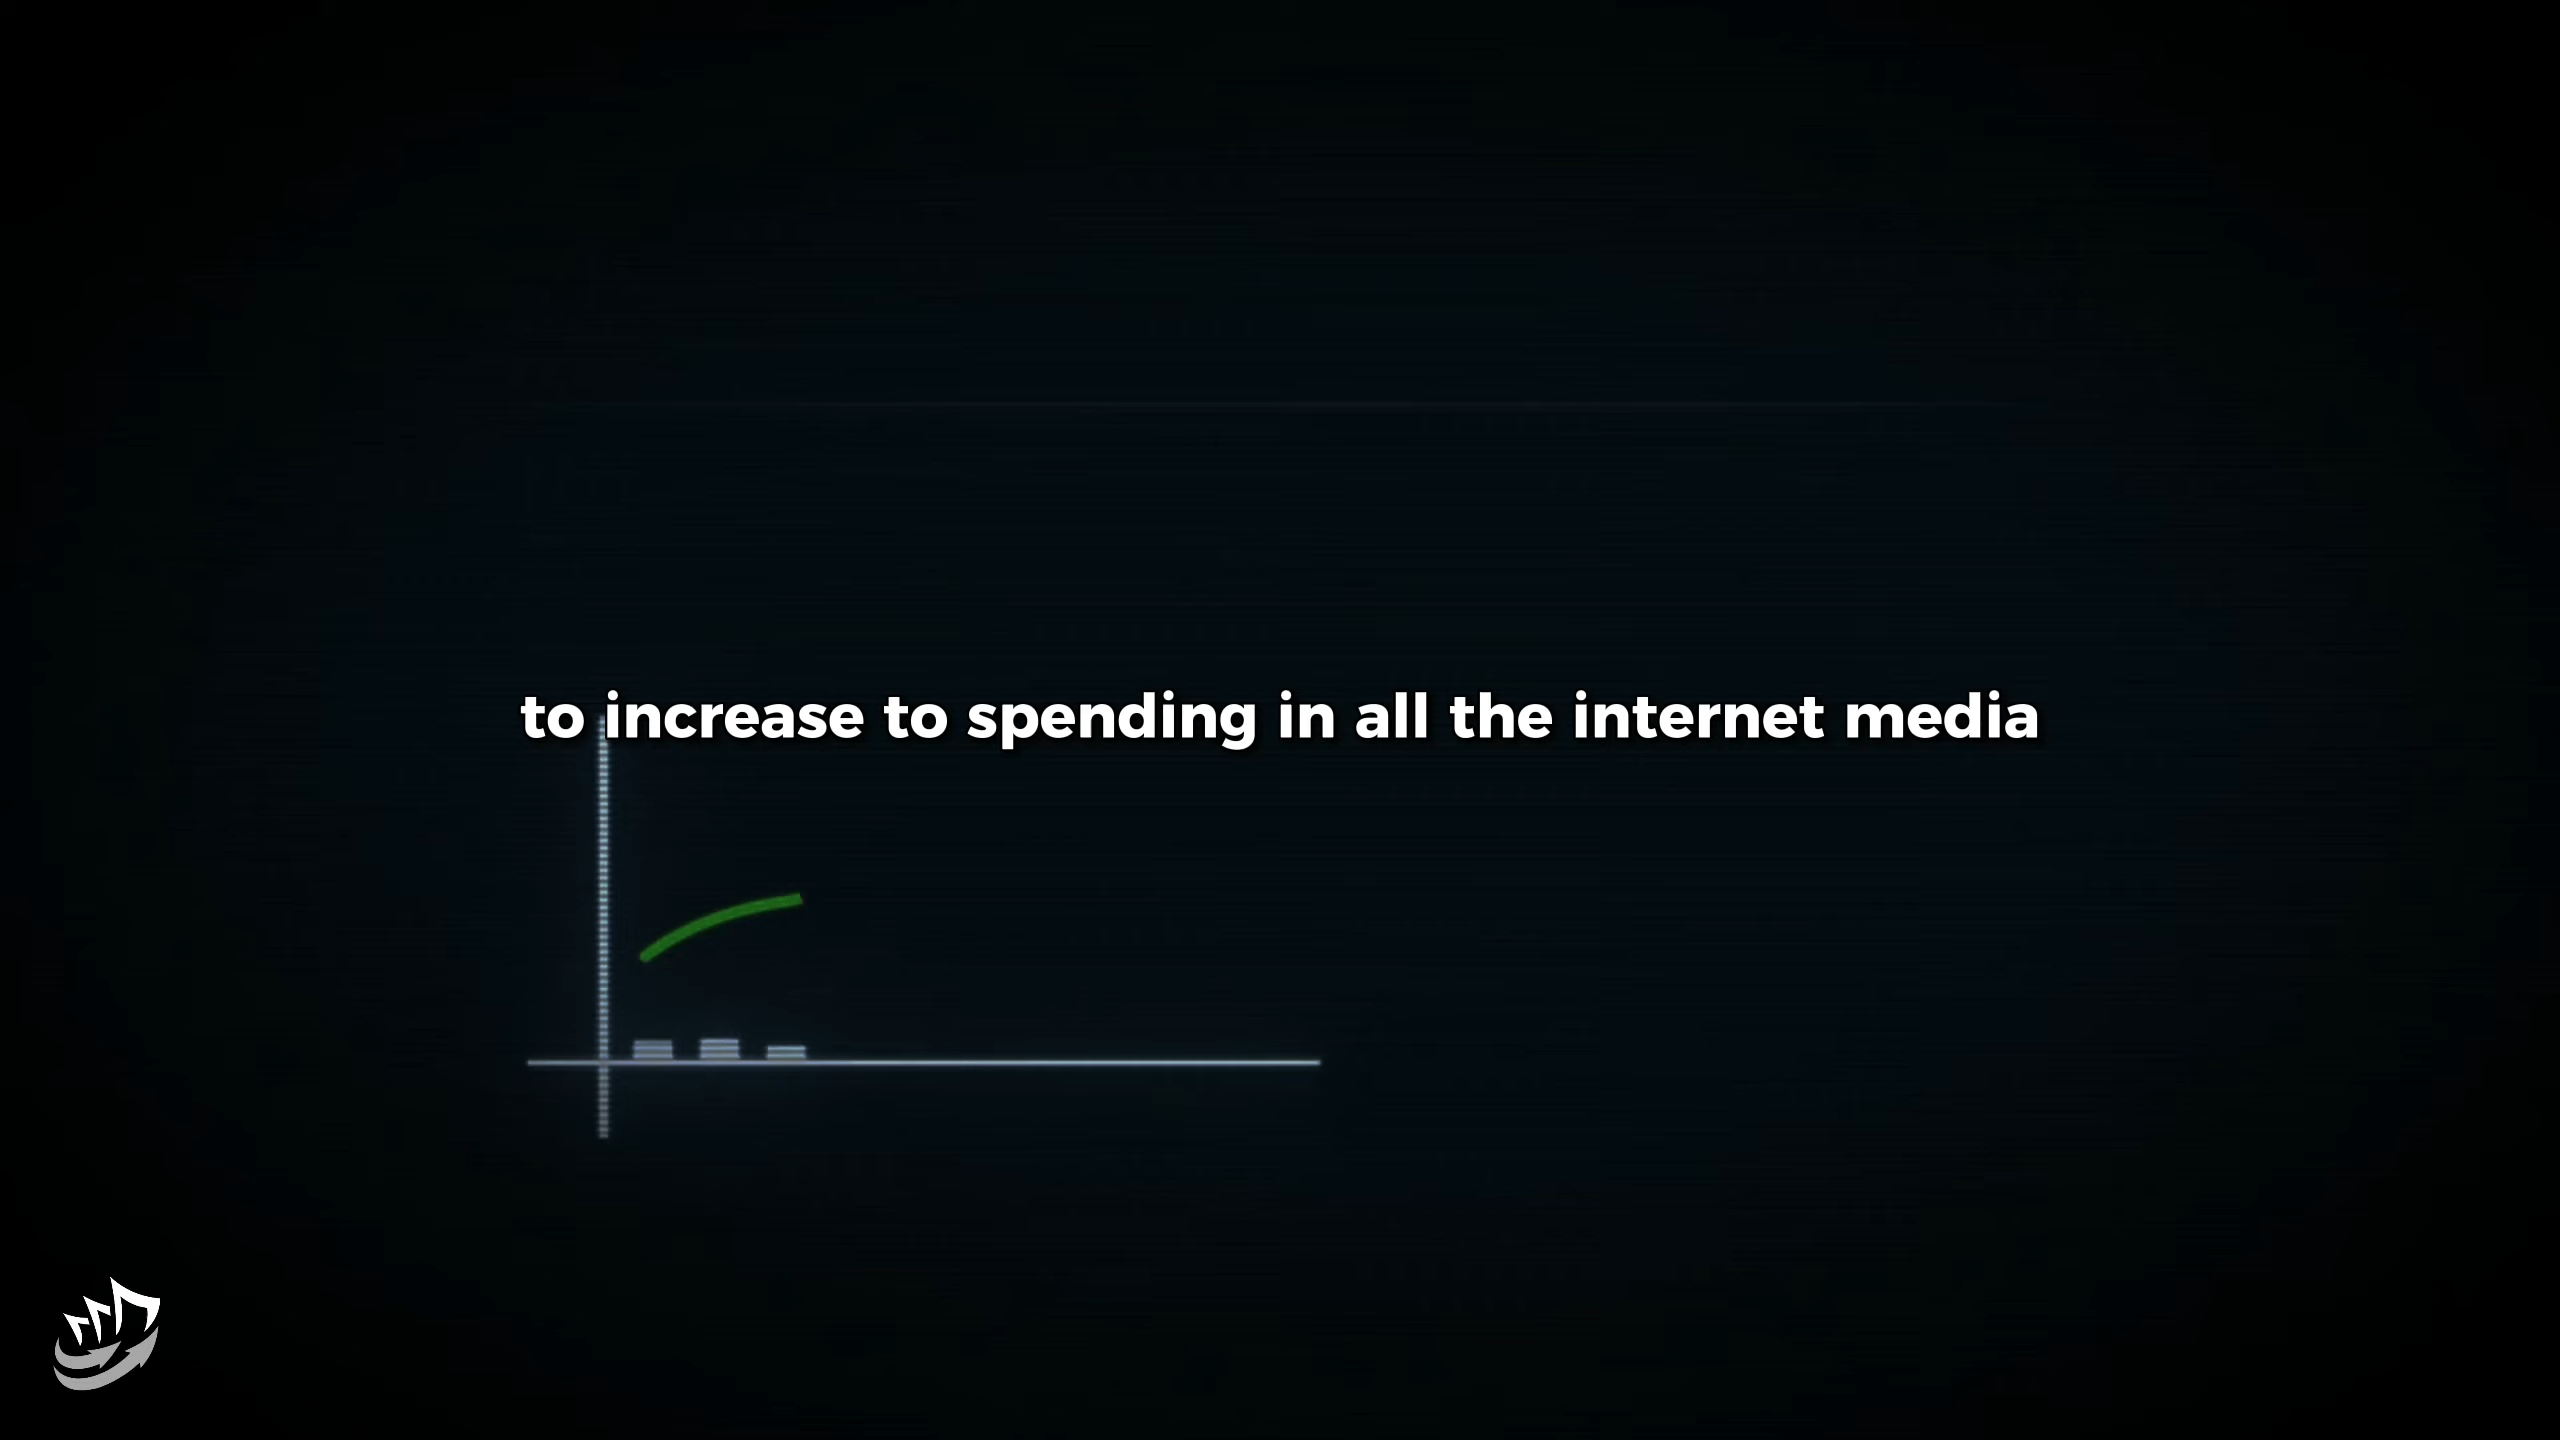 to increase to spending in all the internet media